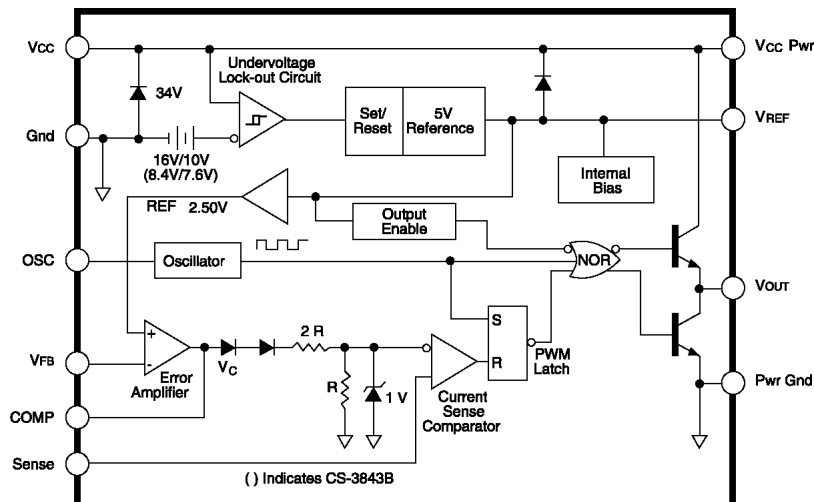 VCC
Undervoltage
Lock-out Circuit
VCC Pwr
34V
Gnd
Set/
Reset
5V
Reference
VREF
16V/10V
(8.4V/7.6V)
Internal
Bias
REF 2.50V
Output
Enable
OSC
Oscillator
NOR
VOUT
S
+
2 R
-
VFB
VC
R
PWM
Latch
Error
Amplifier
R
1 V
Current
Sense
Comparator
Pwr Gnd
COMP
Sense
( ) Indicates CS-3843B